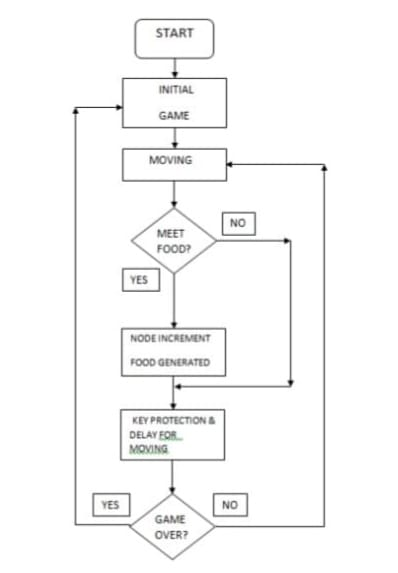 START
INITIAL
GAME
MOVING
MEET
FOOD?
NO
YES
NODE INCREMENT
FOOD GENERATED
KEY PROTECTION &
DELAY FOR
MOVING
YES
NO
GAME
OVER?